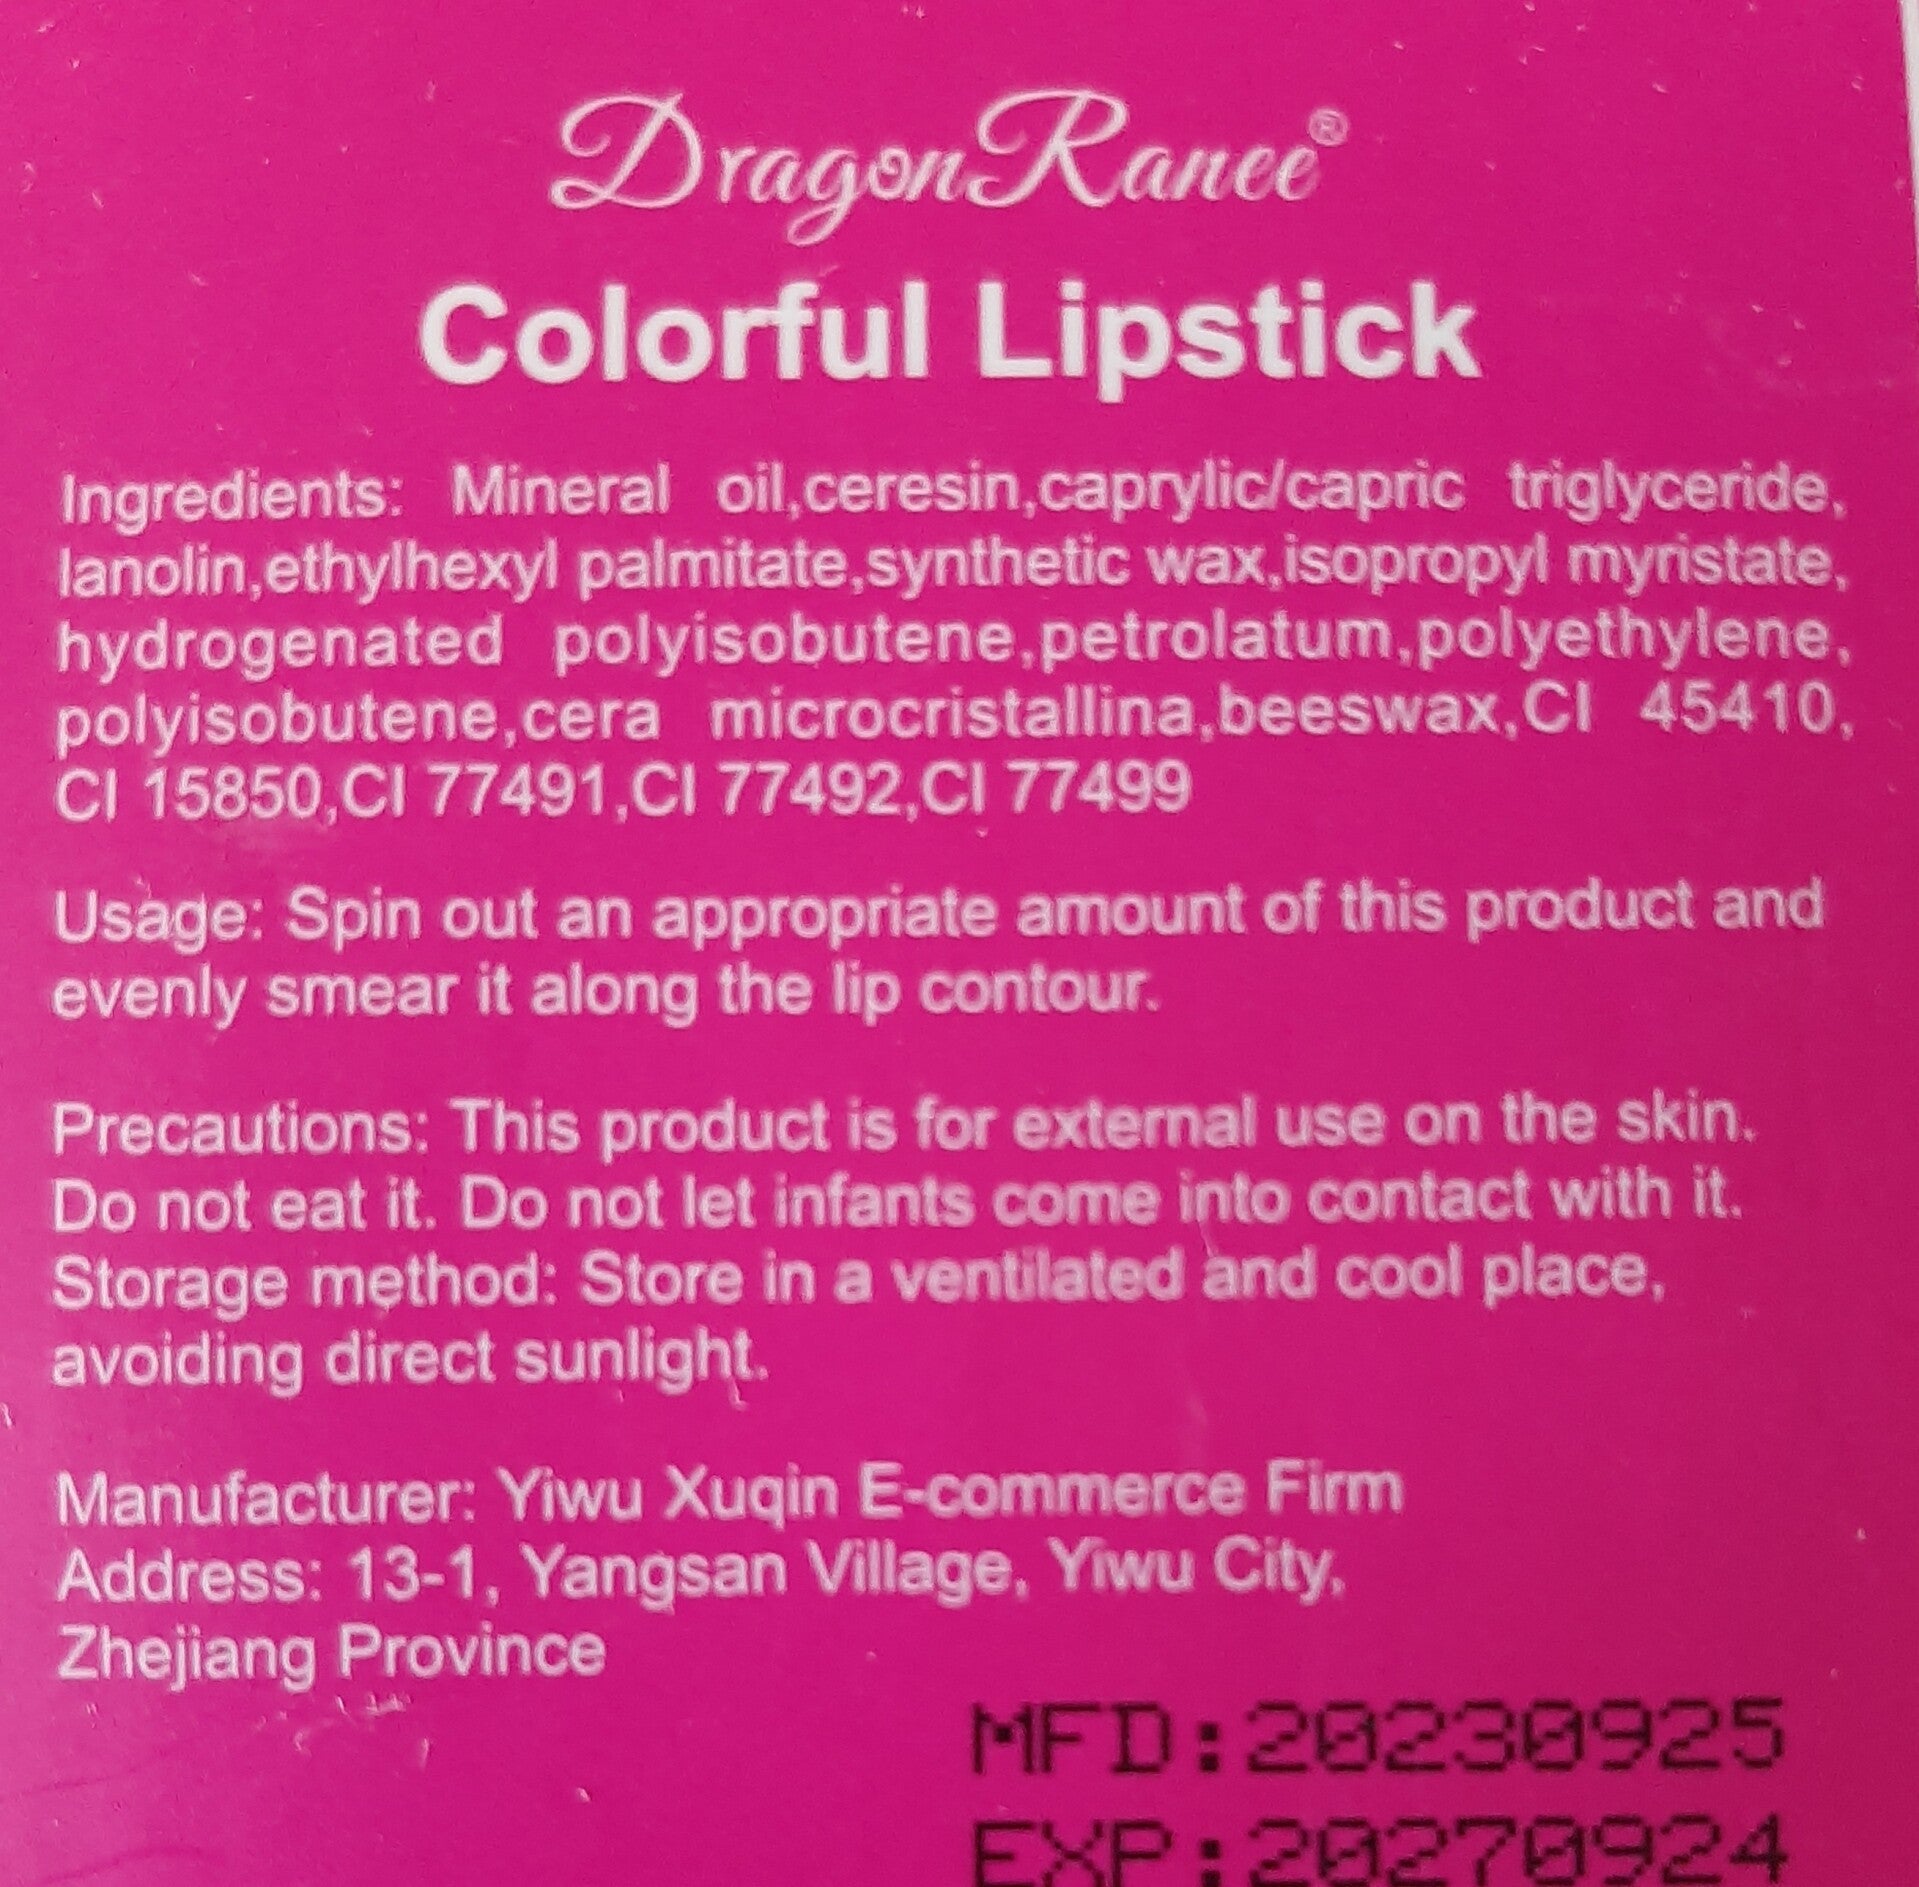 DragonRanee®
Colorful Lipstick
Ingredients: Mineral oil,ceresin,caprylic/capric triglyceride,
lanolin,ethylhexyl palmitate,synthetic wax,isopropyl myristate,
hydrogenated polyisobutene,petrolatum,polyethylene,
polyisobutene,cera microcristallina,beeswax,CI 45410,
CI 15850,CI 77491,CI 77492,CI 77499
Usage: Spin out an appropriate amount of this product and
evenly smear it along the lip contour.
Precautions: This product is for external use on the skin.
Do not eat it. Do not let infants come into contact with it.
Storage method: Store in a ventilated and cool place,
avoiding direct sunlight.
Manufacturer: Yiwu Xuqin E-commerce Firm
Address: 13-1, Yangsan Village, Yiwu City,
Zhejiang Province
MFD:20230925
EXP:20270924